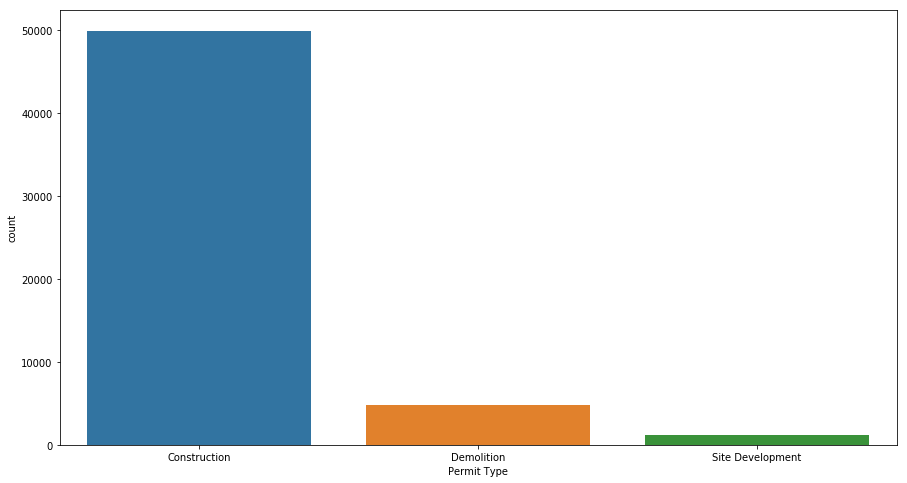 50000
40000
30000
20000
10000
0
count
Construction
Demolition
Site Development
Permit Type